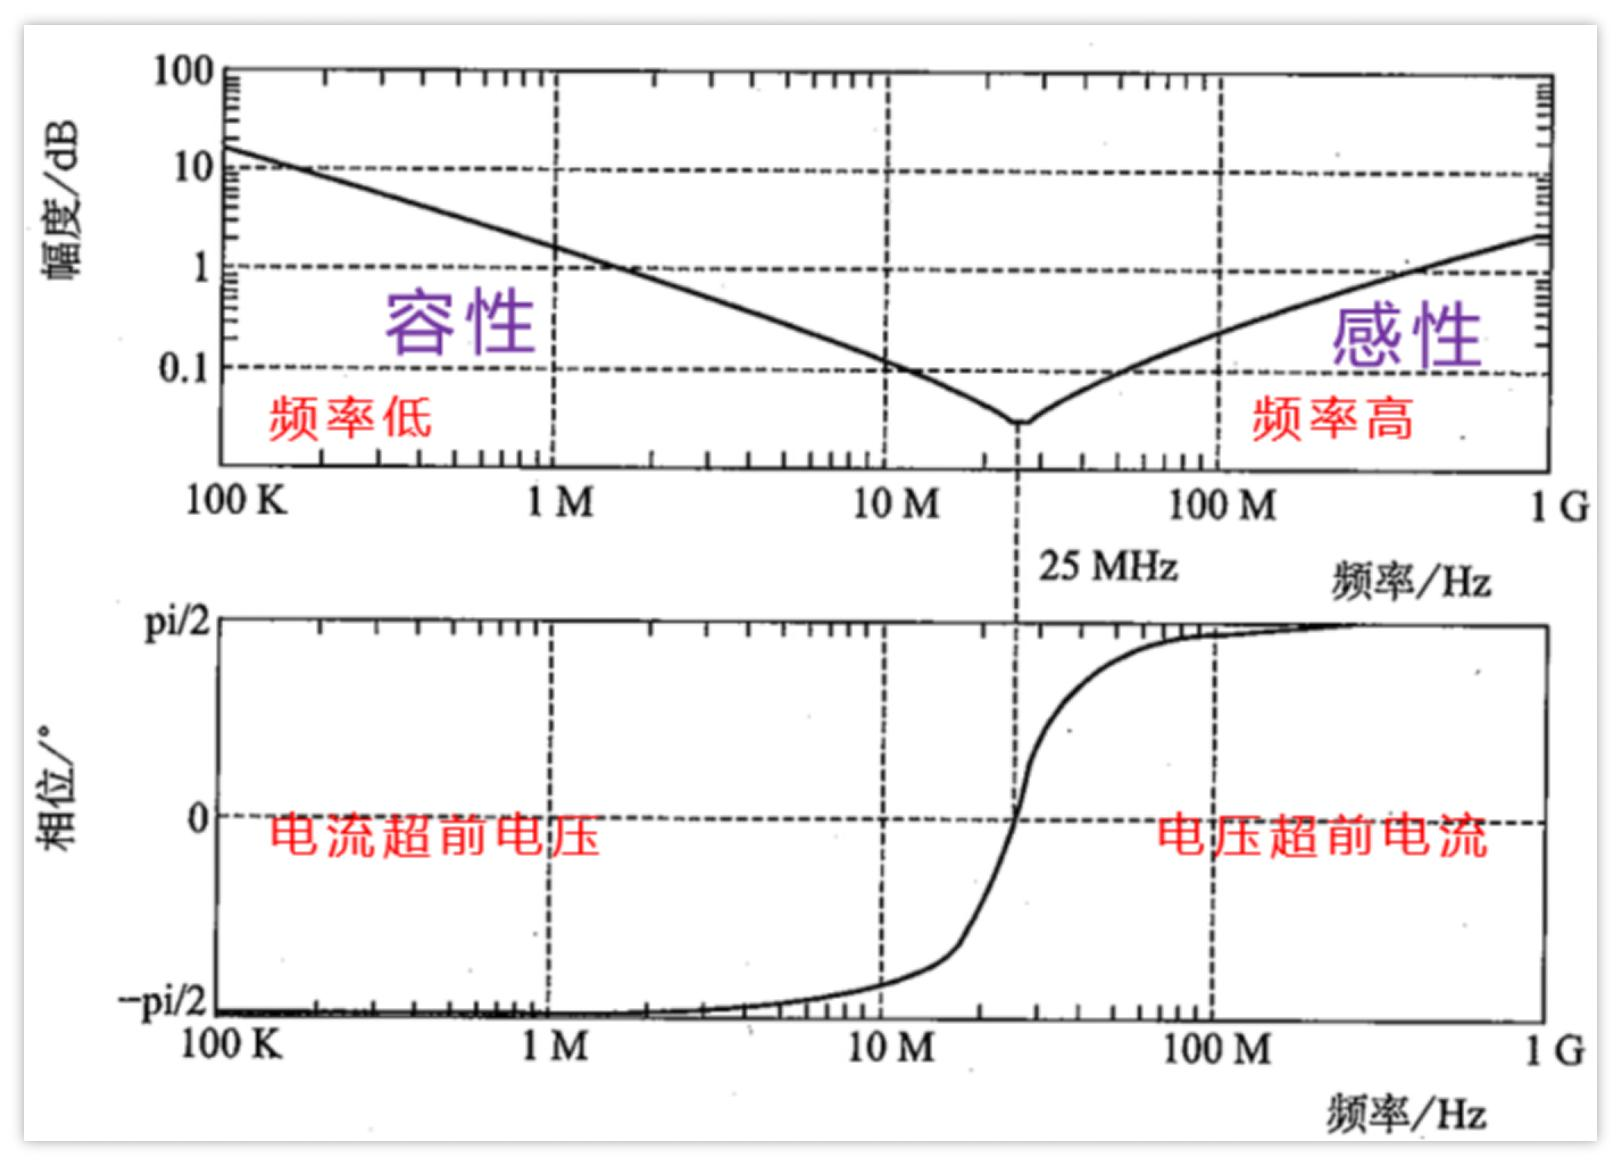 100
10
1
0.1
幅度/dB
容性
感性
频率低
频率高
100 K
1 M
10 M
100 M
1 G
25 MHz
频率/Hz
pi/2
0
--pi/2
相位/°
电流超前电压
电压超前电流
100 K
1 M
10 M
100 M
1 G
频率/Hz